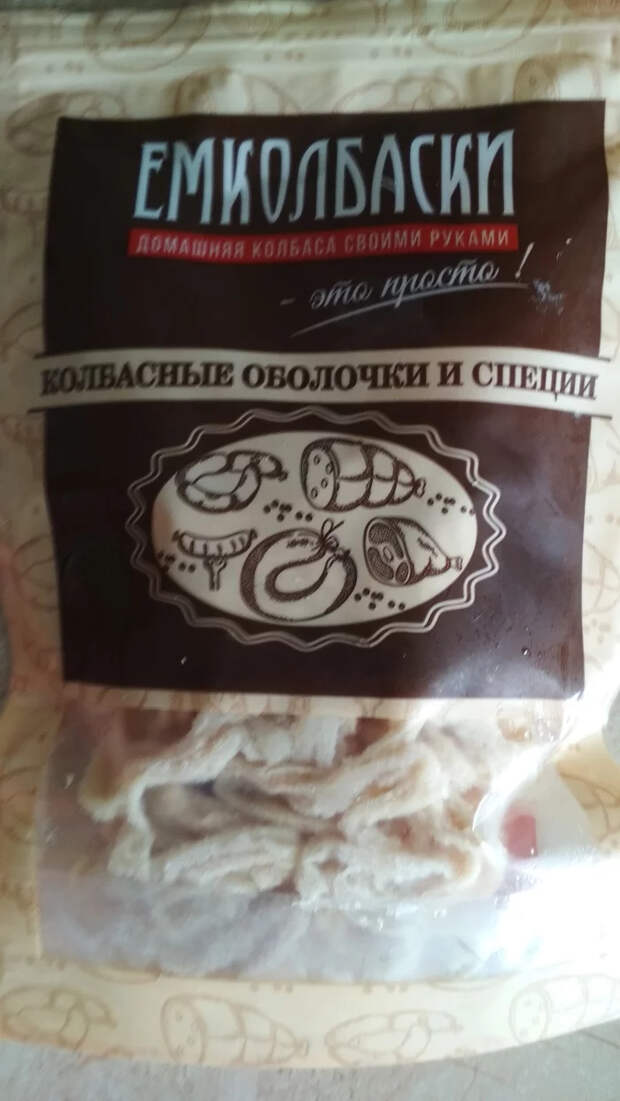 ЕМКОЛБАСКИ
ДОМАШНЯЯ КОЛБАСА СВОИМИ РУКАМИ
- это просто!
КОЛБАСНЫЕ ОБОЛОЧКИ И СПЕЦИИ